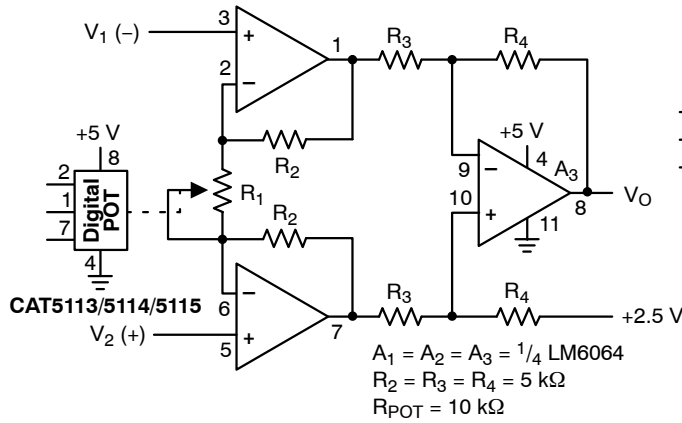 V1 (–)
3
+
1
2
–
R3
R4
R2
+5 V
8
2
1
7
Digital
POT
4
R1
R2
+5 V
4
A3
9
–
10
+
8
VO
11
CAT5113/5114/5115
V2 (+)
6
–
5
+
7
R3
R4
+2.5 V
A1 = A2 = A3 = 1/4 LM6064
R2 = R3 = R4 = 5 kΩ
RPOT = 10 kΩ